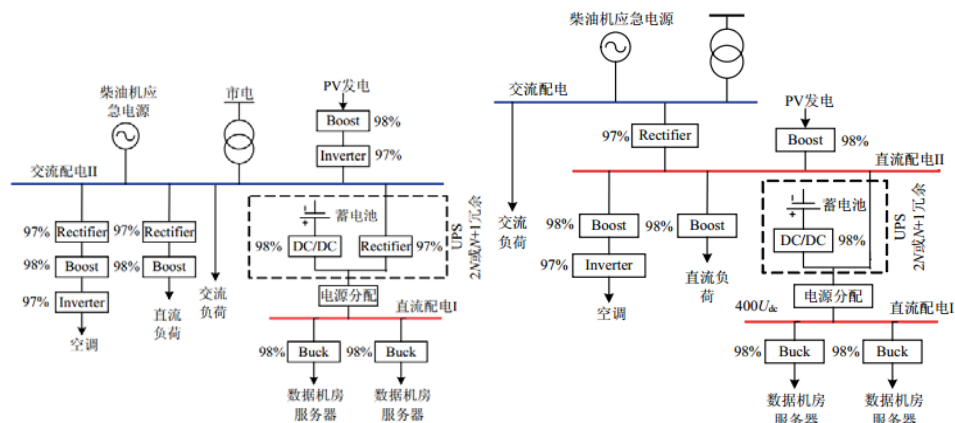 柴油机应
急电源
市电
PV发电
Boost
98%
Inverter
97%
交流配电II
97%
Rectifier
97%
Rectifier
98%
Boost
98%
Boost
97%
Inverter
空调
直流
负荷
交流
负荷
蓄电池
98%
DC/DC
Rectifier
97%
UPS
2N或N+1冗余
电源分配
直流配电I
98%
Buck
98%
Buck
数据机房
服务器
数据机房
服务器
柴油机应急电源
交流配电
PV发电
97%
Rectifier
Boost
98%
直流配电II
交流
负荷
98%
Boost
98%
Boost
97%
Inverter
空调
直流负
荷
蓄电池
DC/DC
98%
UPS
2N或N+1冗余
电源分配
400Udc
直流配电I
98%
Buck
98%
Buck
数据机房
服务器
数据机房
服务器